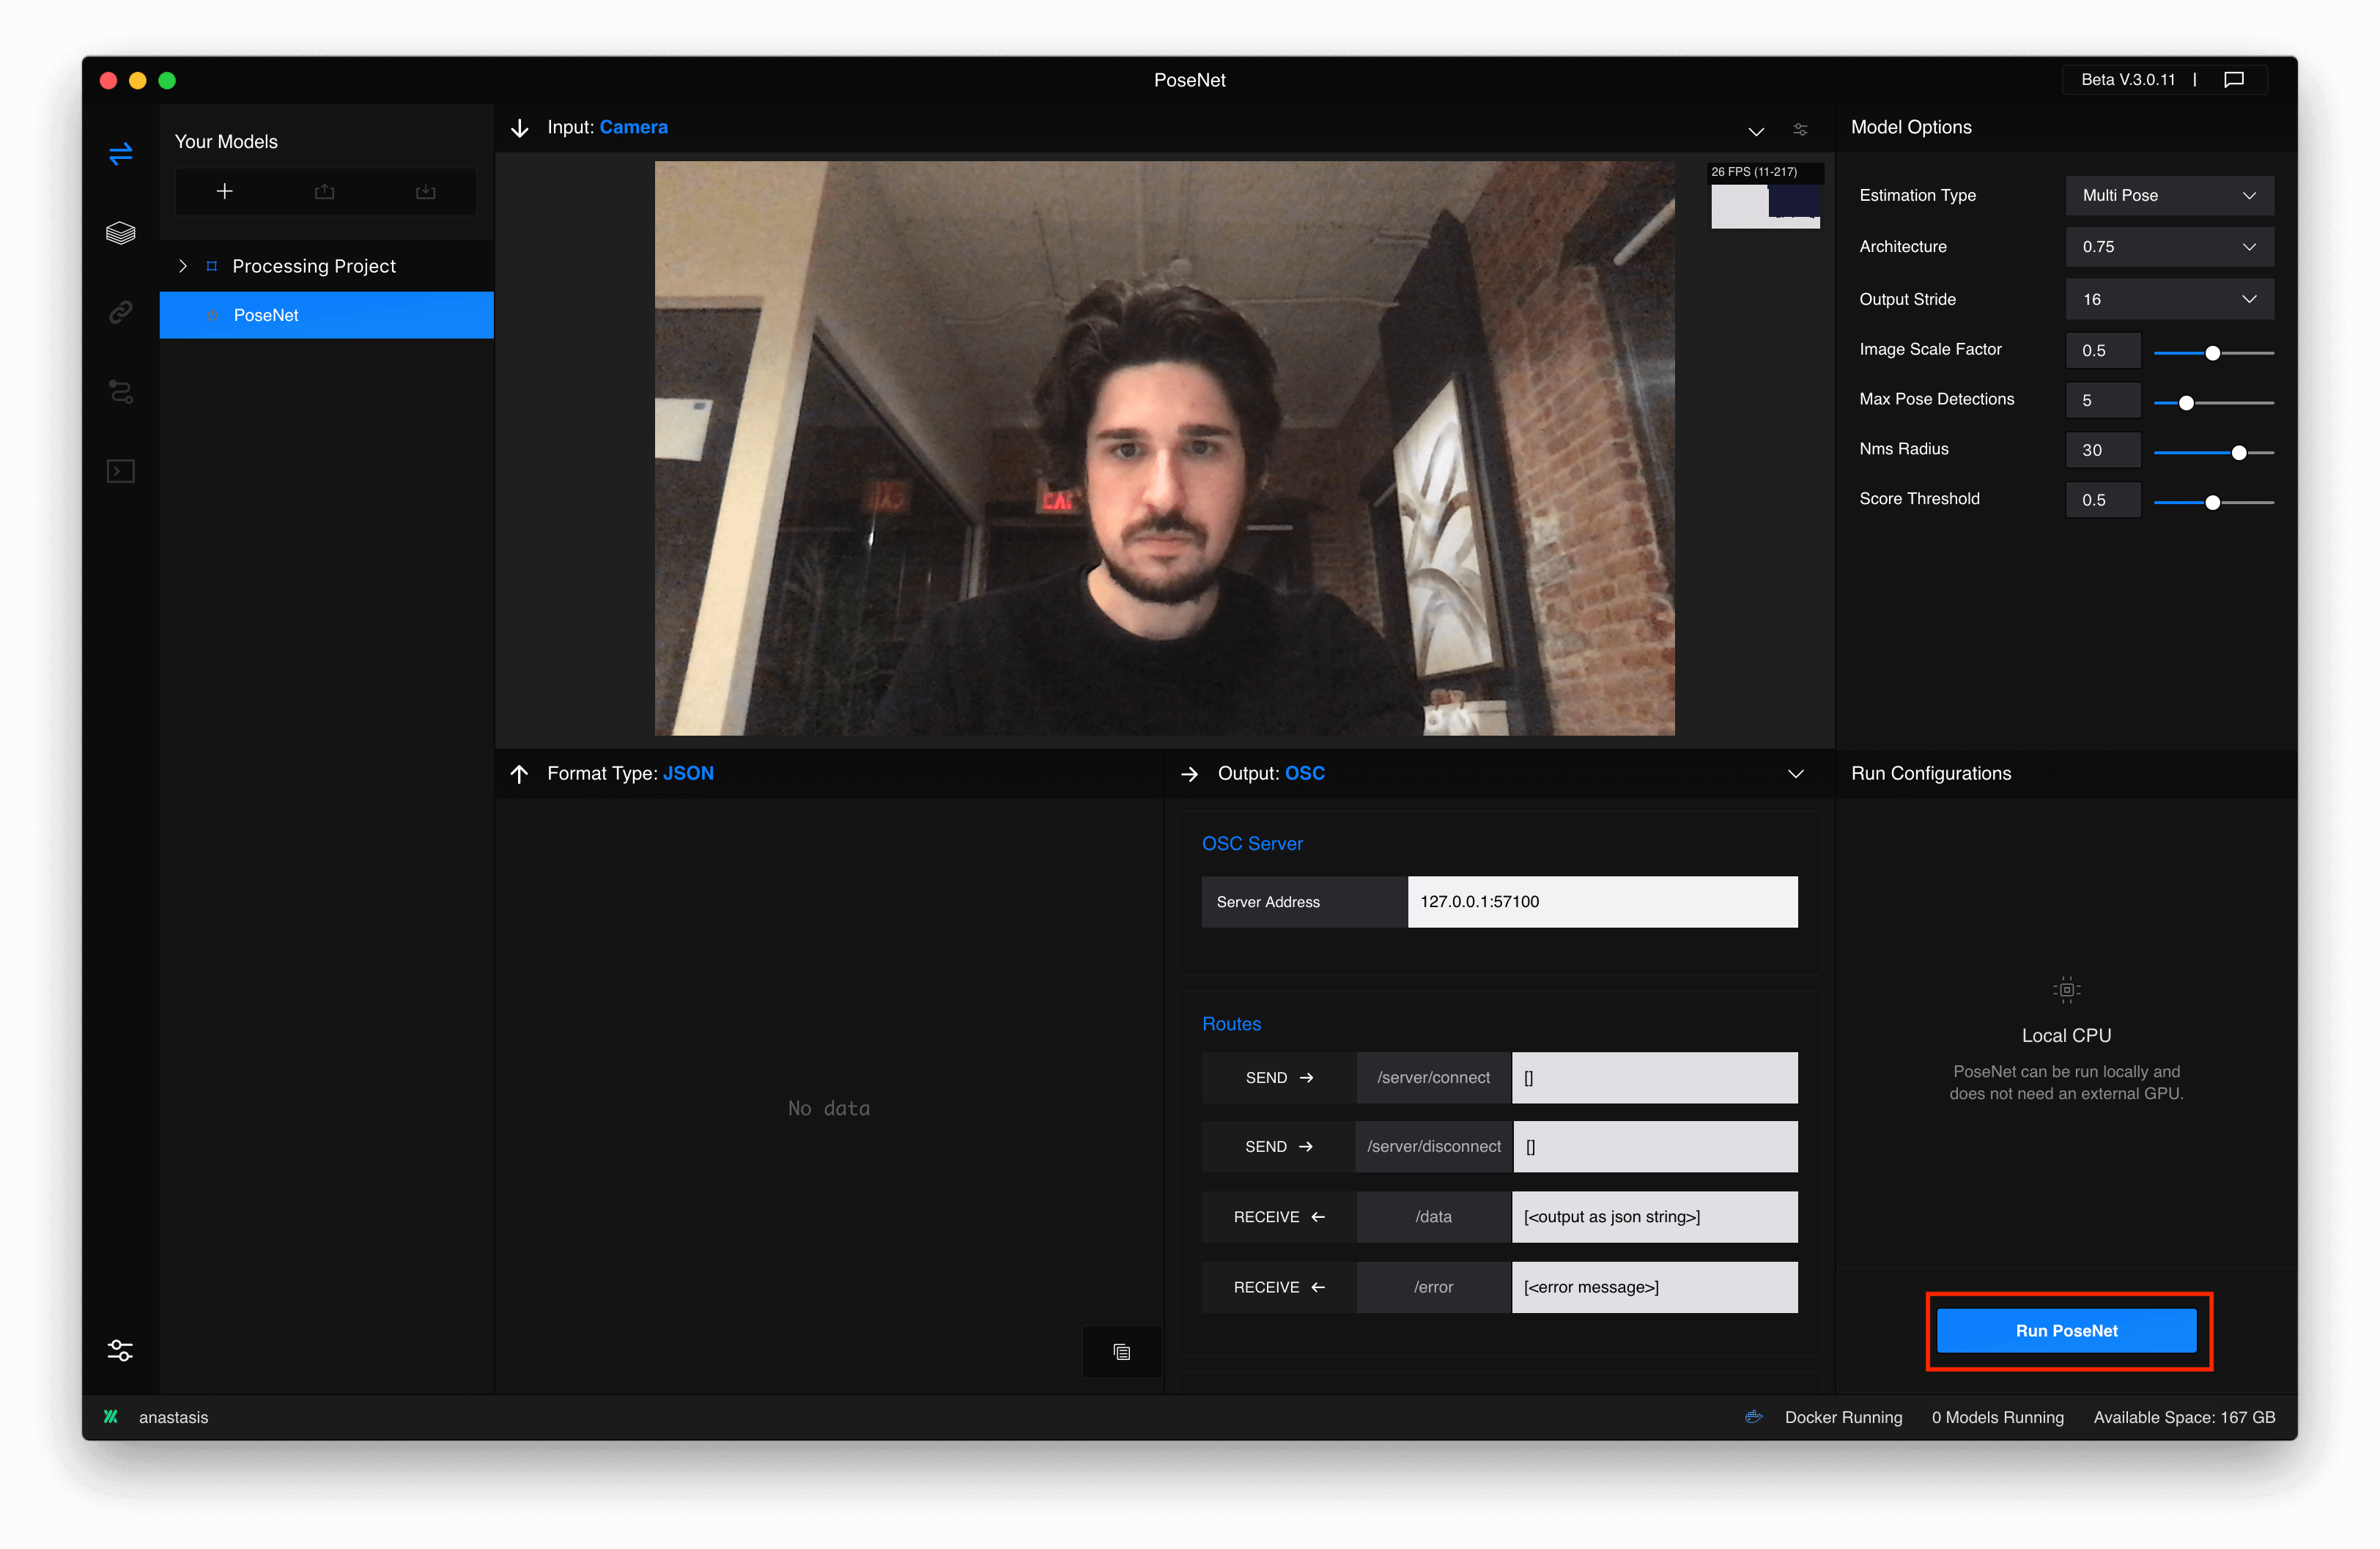 PoseNet
Beta V.3.0.11 |
Your Models
Processing Project
PoseNet
Input: Camera
26 FPS (11-217)
Model Options
Estimation Type
Multi Pose
Architecture
0.75
Output Stride
16
Image Scale Factor
0.5
Max Pose Detections
5
Nms Radius
30
Score Threshold
0.5
Format Type: JSON
No data
Output: OSC
OSC Server
Server Address
127.0.0.1:57100
Routes
SEND → /server/connect []
SEND → /server/disconnect []
RECEIVE ← /data [<output as json string>]
RECEIVE ← /error [<error message>]
Run Configurations
Local CPU
PoseNet can be run locally and
does not need an external GPU.
Run PoseNet
anastasis
Docker Running
0 Models Running
Available Space: 167 GB